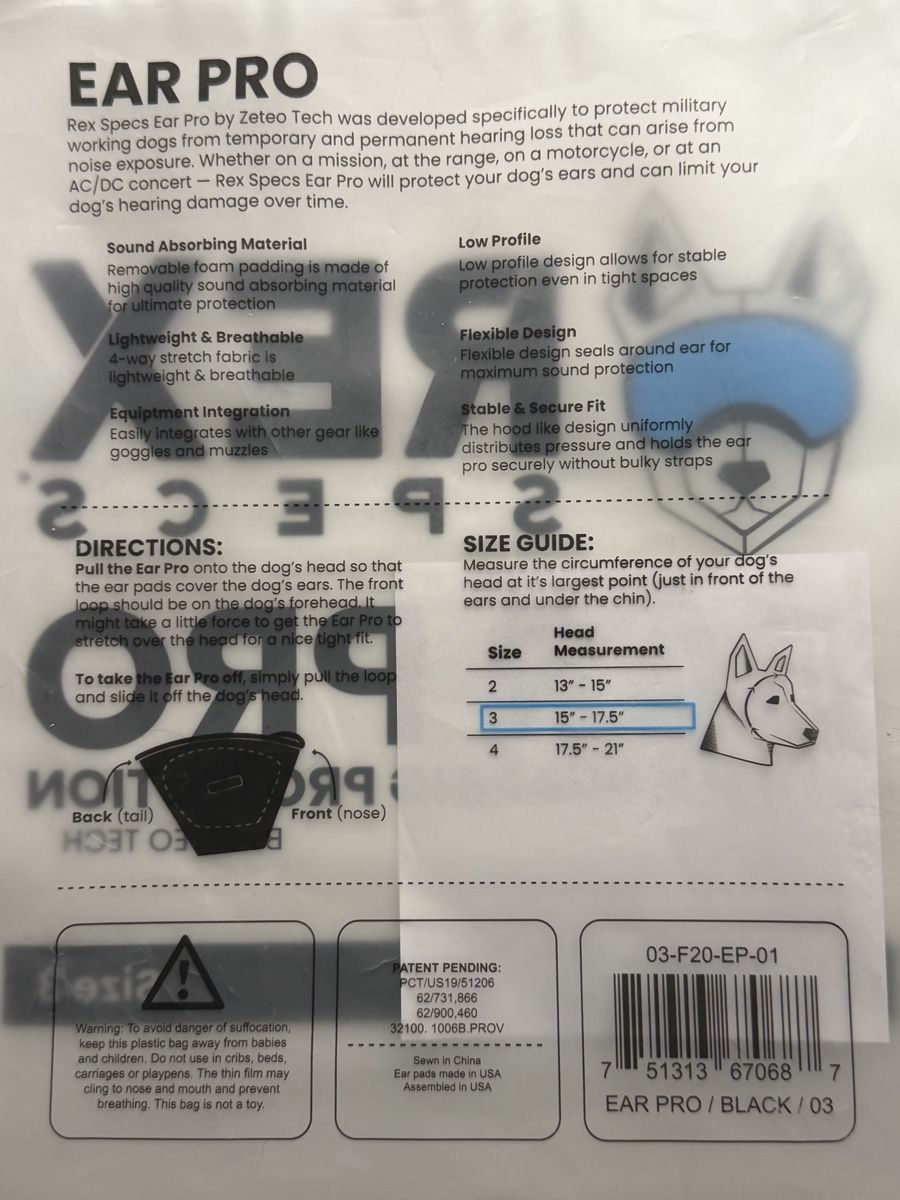 EAR PRO
Rex Specs Ear Pro by Zeteo Tech was developed specifically to protect military
working dogs from temporary and permanent hearing loss that can arise from
noise exposure. Whether on a mission, at the range, on a motorcycle, or at an
AC/DC concert — Rex Specs Ear Pro will protect your dog's ears and can limit your
dog's hearing damage over time.
Sound Absorbing Material
Removable foam padding is made of
high quality sound absorbing material
for ultimate protection
Lightweight & Breathable
4-way stretch fabric is
lightweight & breathable
Equiptment Integration
Easily integrates with other gear like
goggles and muzzles
Low Profile
Low profile design allows for stable
protection even in tight spaces
Flexible Design
Flexible design seals around ear for
maximum sound protection
Stable & Secure Fit
The hood like design uniformly
distributes pressure and holds the ear
pro securely without bulky straps
REX
SPECS
DIRECTIONS:
Pull the Ear Pro onto the dog's head so that
the ear pads cover the dog's ears. The front
loop should be on the dog's forehead. It
might take a little force to get the Ear Pro to
stretch over the head for a nice tight fit.
To take the Ear Pro off, simply pull the loop
and slide it off the dog's head.
Back (tail)
Front (nose)
SIZE GUIDE:
Measure the circumference of your dog's
head at it's largest point (just in front of the
ears and under the chin).
Size Head Measurement
2 13" - 15"
3 15" - 17.5"
4 17.5" - 21"
Size 3
Warning: To avoid danger of suffocation,
keep this plastic bag away from babies
and children. Do not use in cribs, beds,
carriages or playpens. The thin film may
cling to nose and mouth and prevent
breathing. This bag is not a toy.
PATENT PENDING:
PCT/US19/51206
62/731,866
62/900,460
32100. 1006B.PROV
Sewn in China
Ear pads made in USA
Assembled in USA
03-F20-EP-01
7 51313 67068 7
EAR PRO / BLACK / 03